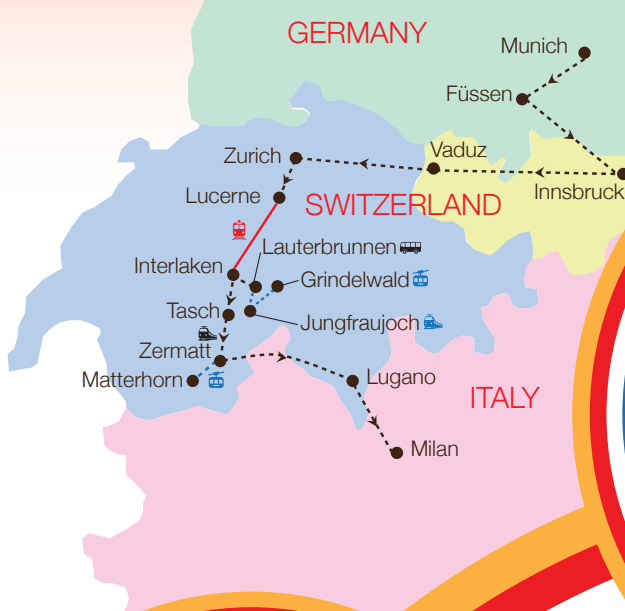 GERMANY
Munich
Füssen
Zurich
Vaduz
Lucerne
SWITZERLAND
Innsbruck
Lauterbrunnen
Interlaken
Grindelwald
Tasch
Jungfraujoch
Zermatt
Matterhorn
Lugano
ITALY
Milan